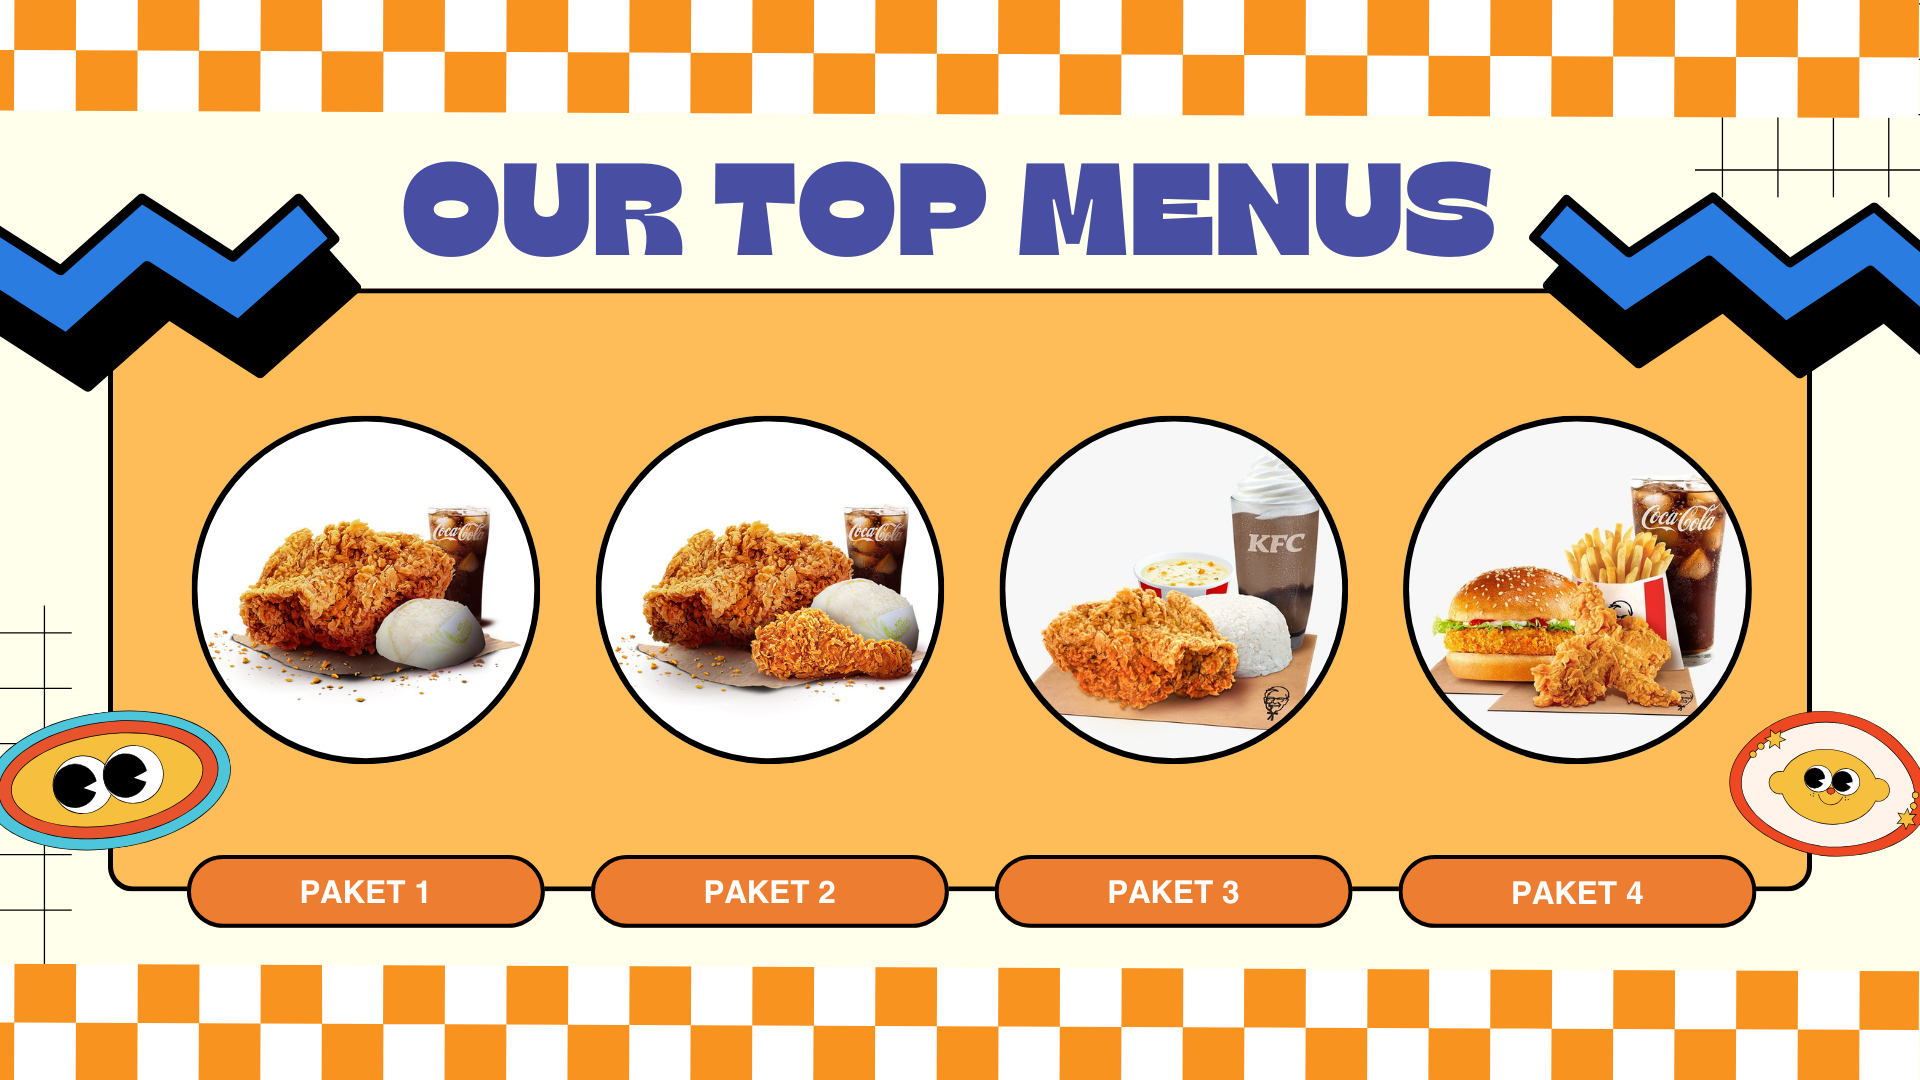 OUR TOP MENUS
Coca-Cola
Coca-Cola
KFC
Coca-Cola
PAKET 1
PAKET 2
PAKET 3
PAKET 4